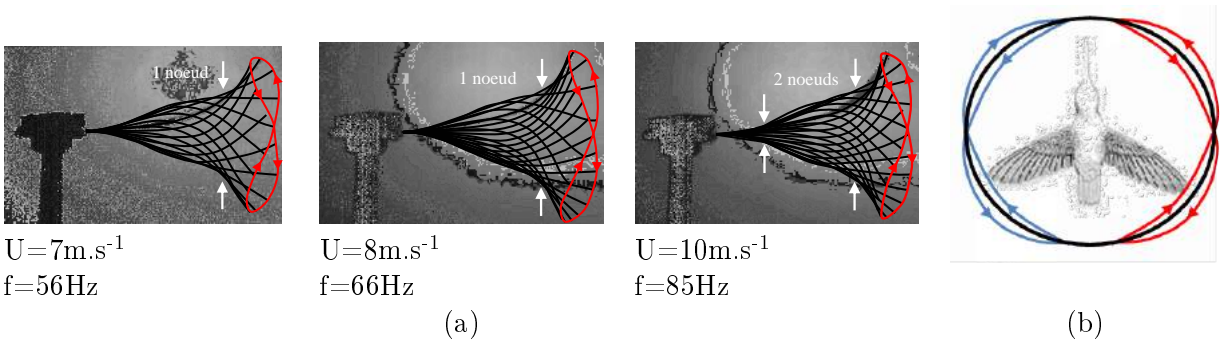 1 noeud
1 noeud
2 noeuds
U=7m.s-1
f=56Hz
U=8m.s-1
f=66Hz
U=10m.s-1
f=85Hz
(a)
(b)